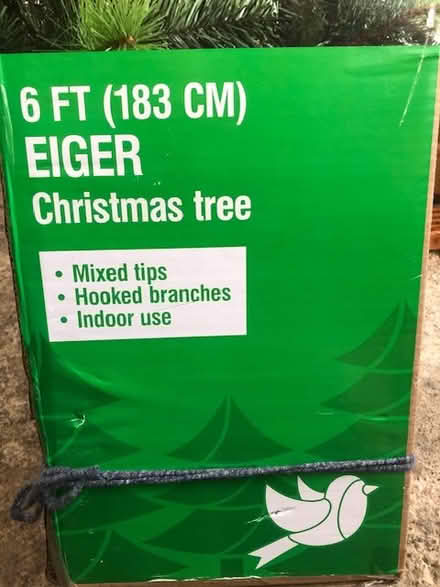 6 FT (183 CM)
EIGER
Christmas tree
• Mixed tips
• Hooked branches
• Indoor use